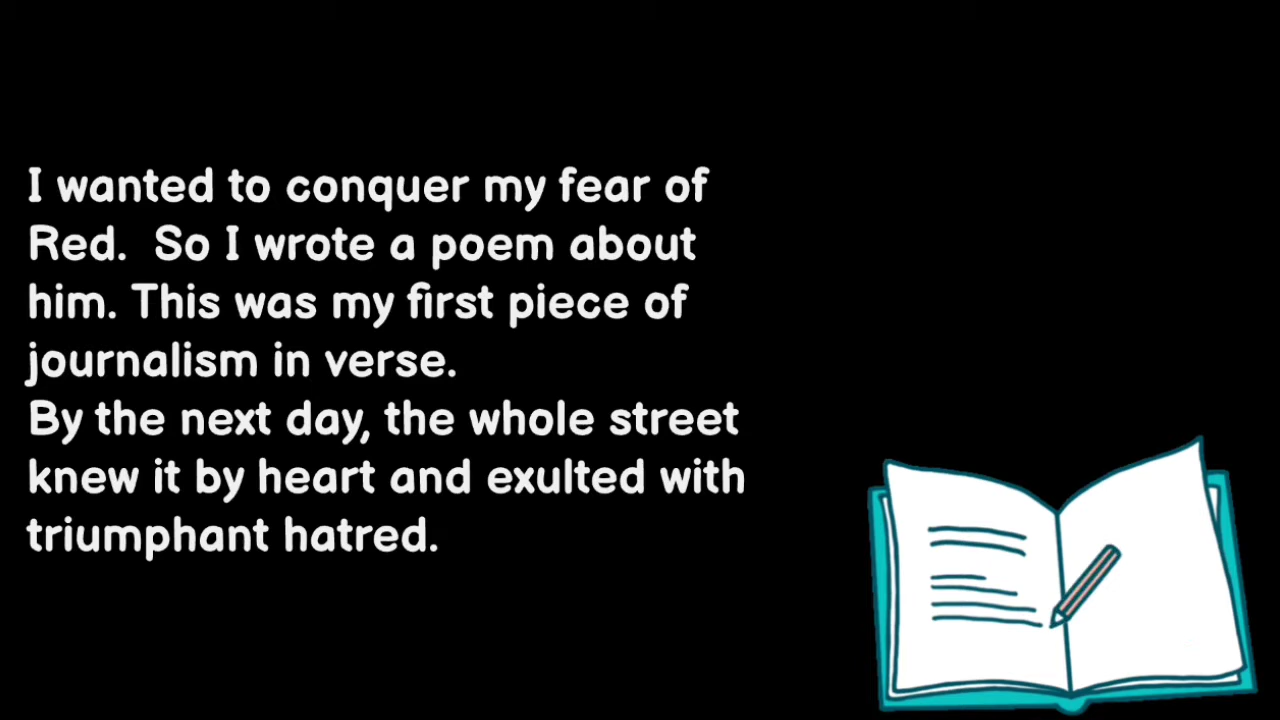 I wanted to conquer my fear of
Red.  So I wrote a poem about
him. This was my first piece of
journalism in verse.
By the next day, the whole street
knew it by heart and exulted with
triumphant hatred.